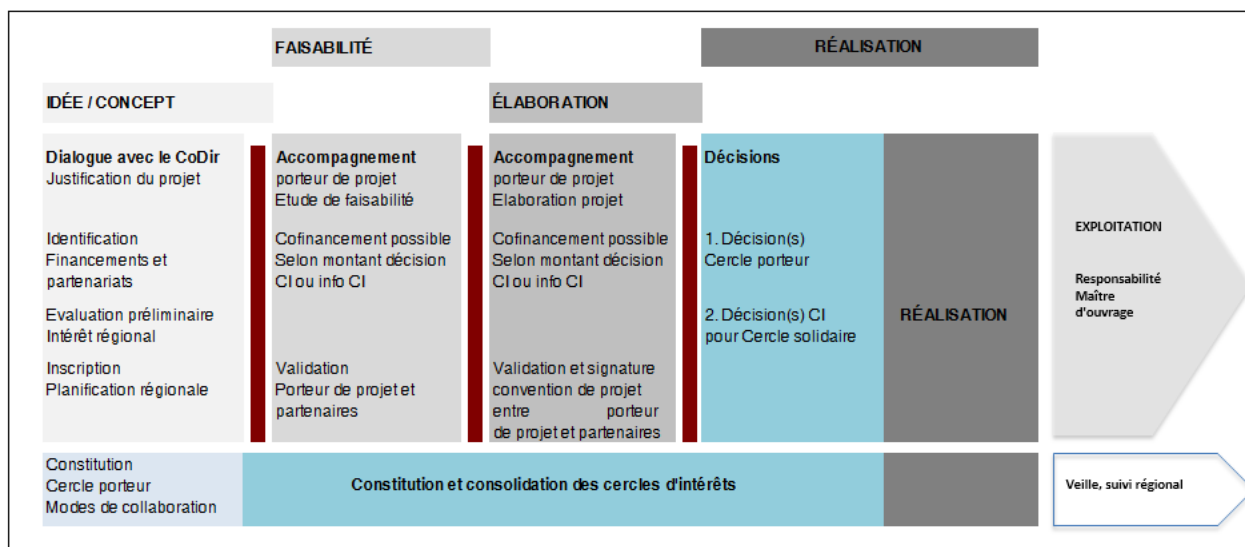 FAISABILITÉ
RÉALISATION
IDÉE / CONCEPT
ÉLABORATION
Dialogue avec le CoDir
Justification du projet
Identification
Financements et
partenariats
Evaluation préliminaire
Intérêt régional
Inscription
Planification régionale
Accompagnement
porteur de projet
Etude de faisabilité
Cofinancement possible
Selon montant décision
CI ou info CI
Validation
Porteur de projet et
partenaires
Accompagnement
porteur de projet
Elaboration projet
Cofinancement possible
Selon montant décision
CI ou info CI
Validation et signature
convention de projet
entre porteur
de projet et partenaires
Décisions
1. Décision(s)
Cercle porteur
2. Décision(s) CI
pour Cercle solidaire
RÉALISATION
EXPLOITATION
Responsabilité
Maître
d'ouvrage
Constitution
Cercle porteur
Modes de collaboration
Constitution et consolidation des cercles d'intérêts
Veille, suivi régional